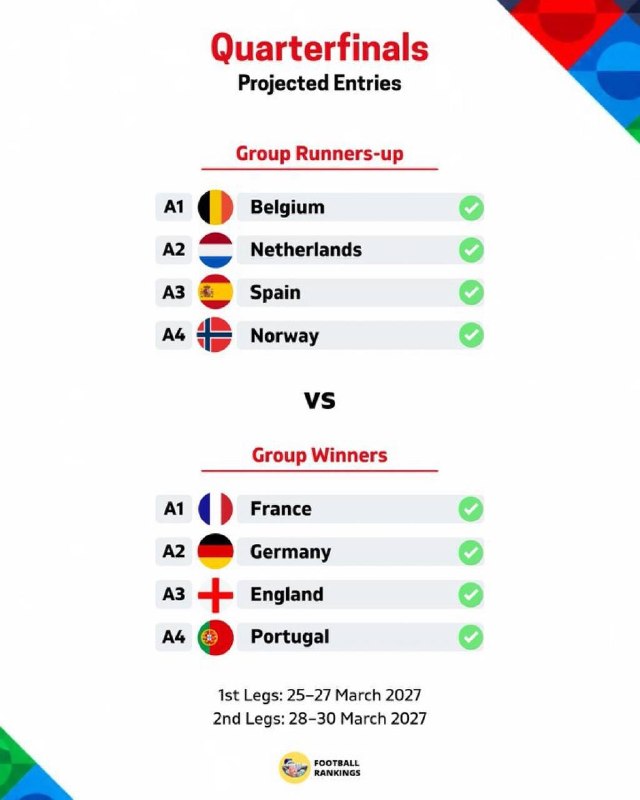 Quarterfinals
Projected Entries
Group Runners-up
A1 Belgium
A2 Netherlands
A3 Spain
A4 Norway
VS
Group Winners
A1 France
A2 Germany
A3 England
A4 Portugal
1st Legs: 25–27 March 2027
2nd Legs: 28–30 March 2027
FOOTBALL
RANKINGS